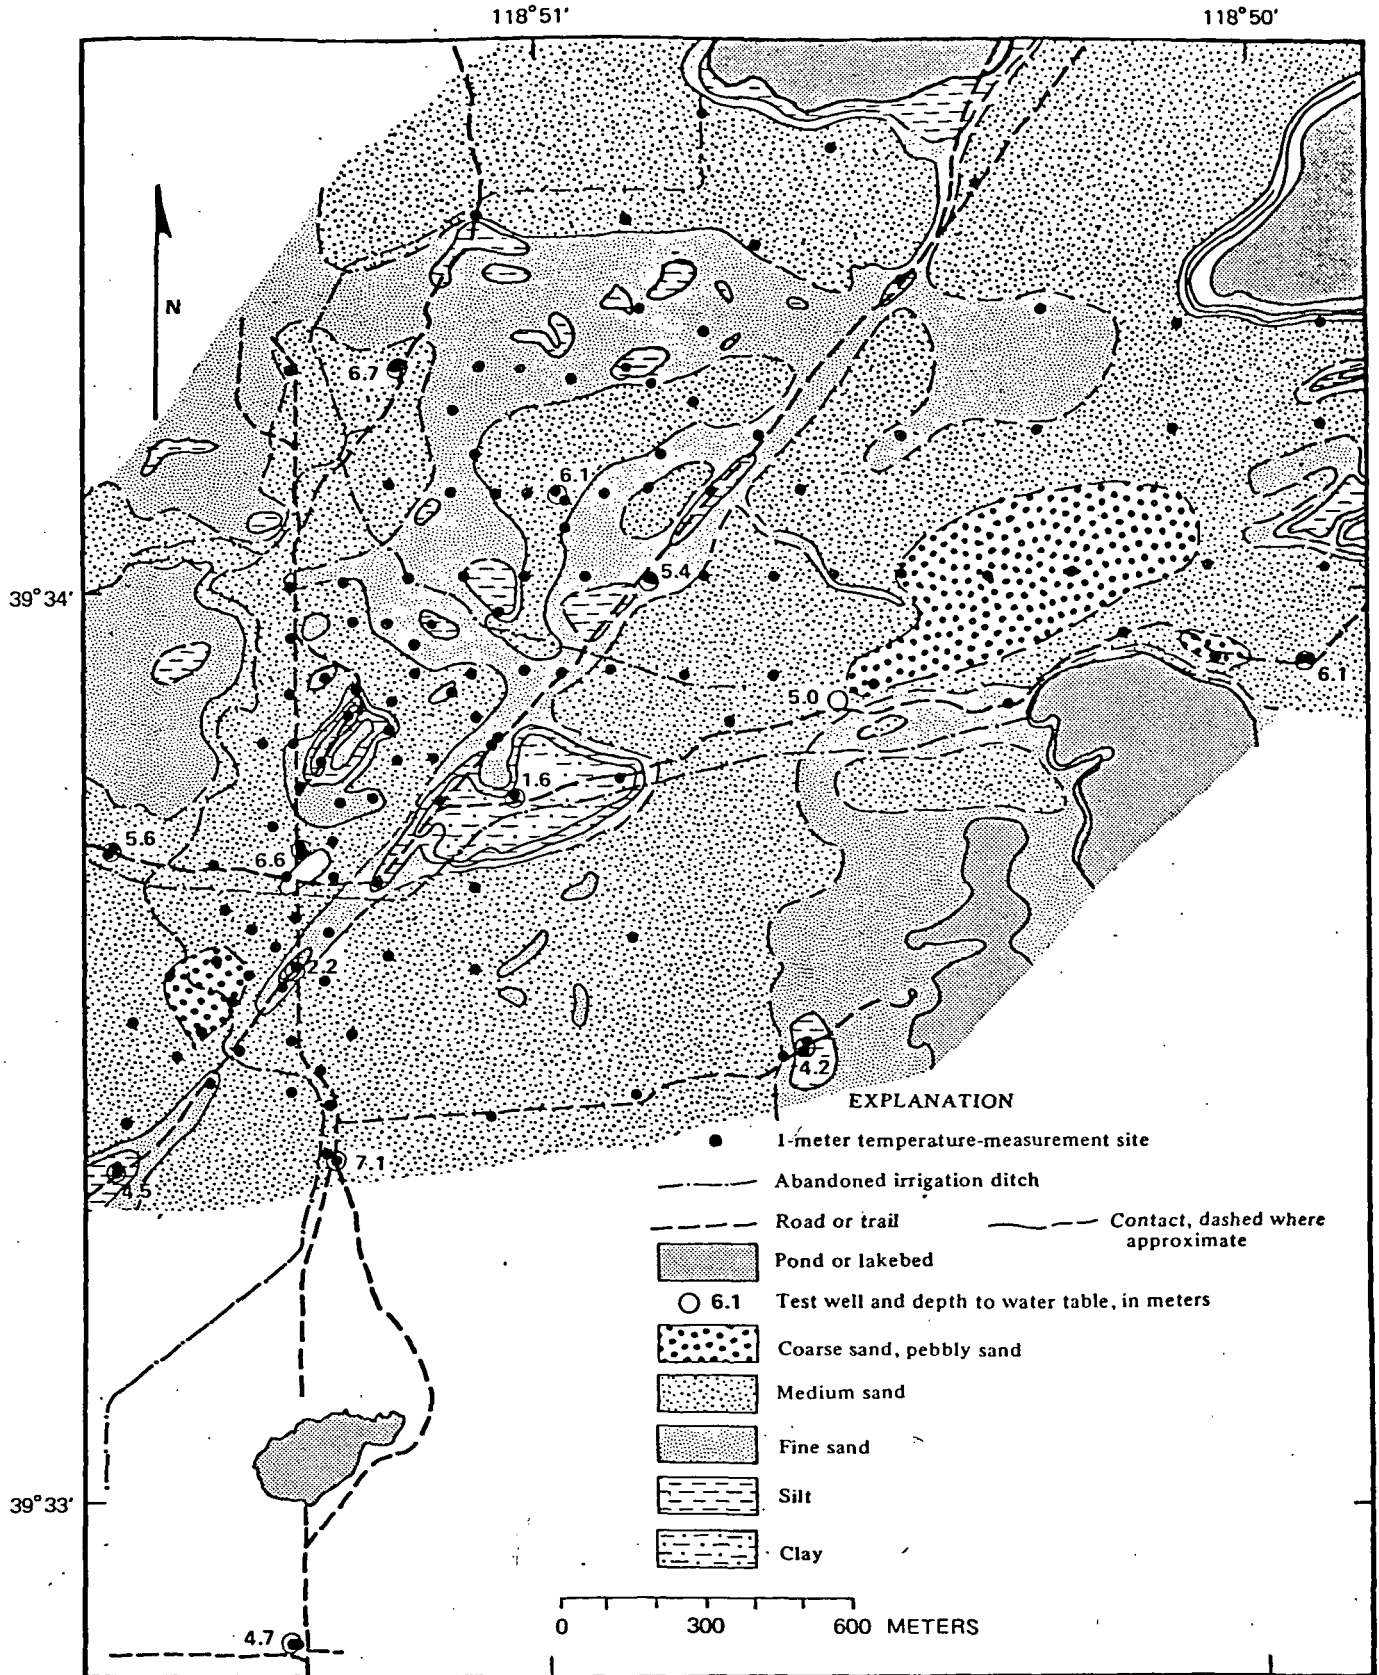 118°51'
118°50'
N
6.7
6.1
39°34'
5.4
5.0
6.1
1.6
5.6
6.6
2.2
4.2
EXPLANATION
1-meter temperature-measurement site
7.1
4.5
Abandoned irrigation ditch
Road or trail
Contact, dashed where
approximate
Pond or lakebed
6.1 Test well and depth to water table, in meters
Coarse sand, pebbly sand
Medium sand
Fine sand
39°33'
Silt
Clay
0 300 600 METERS
4.7